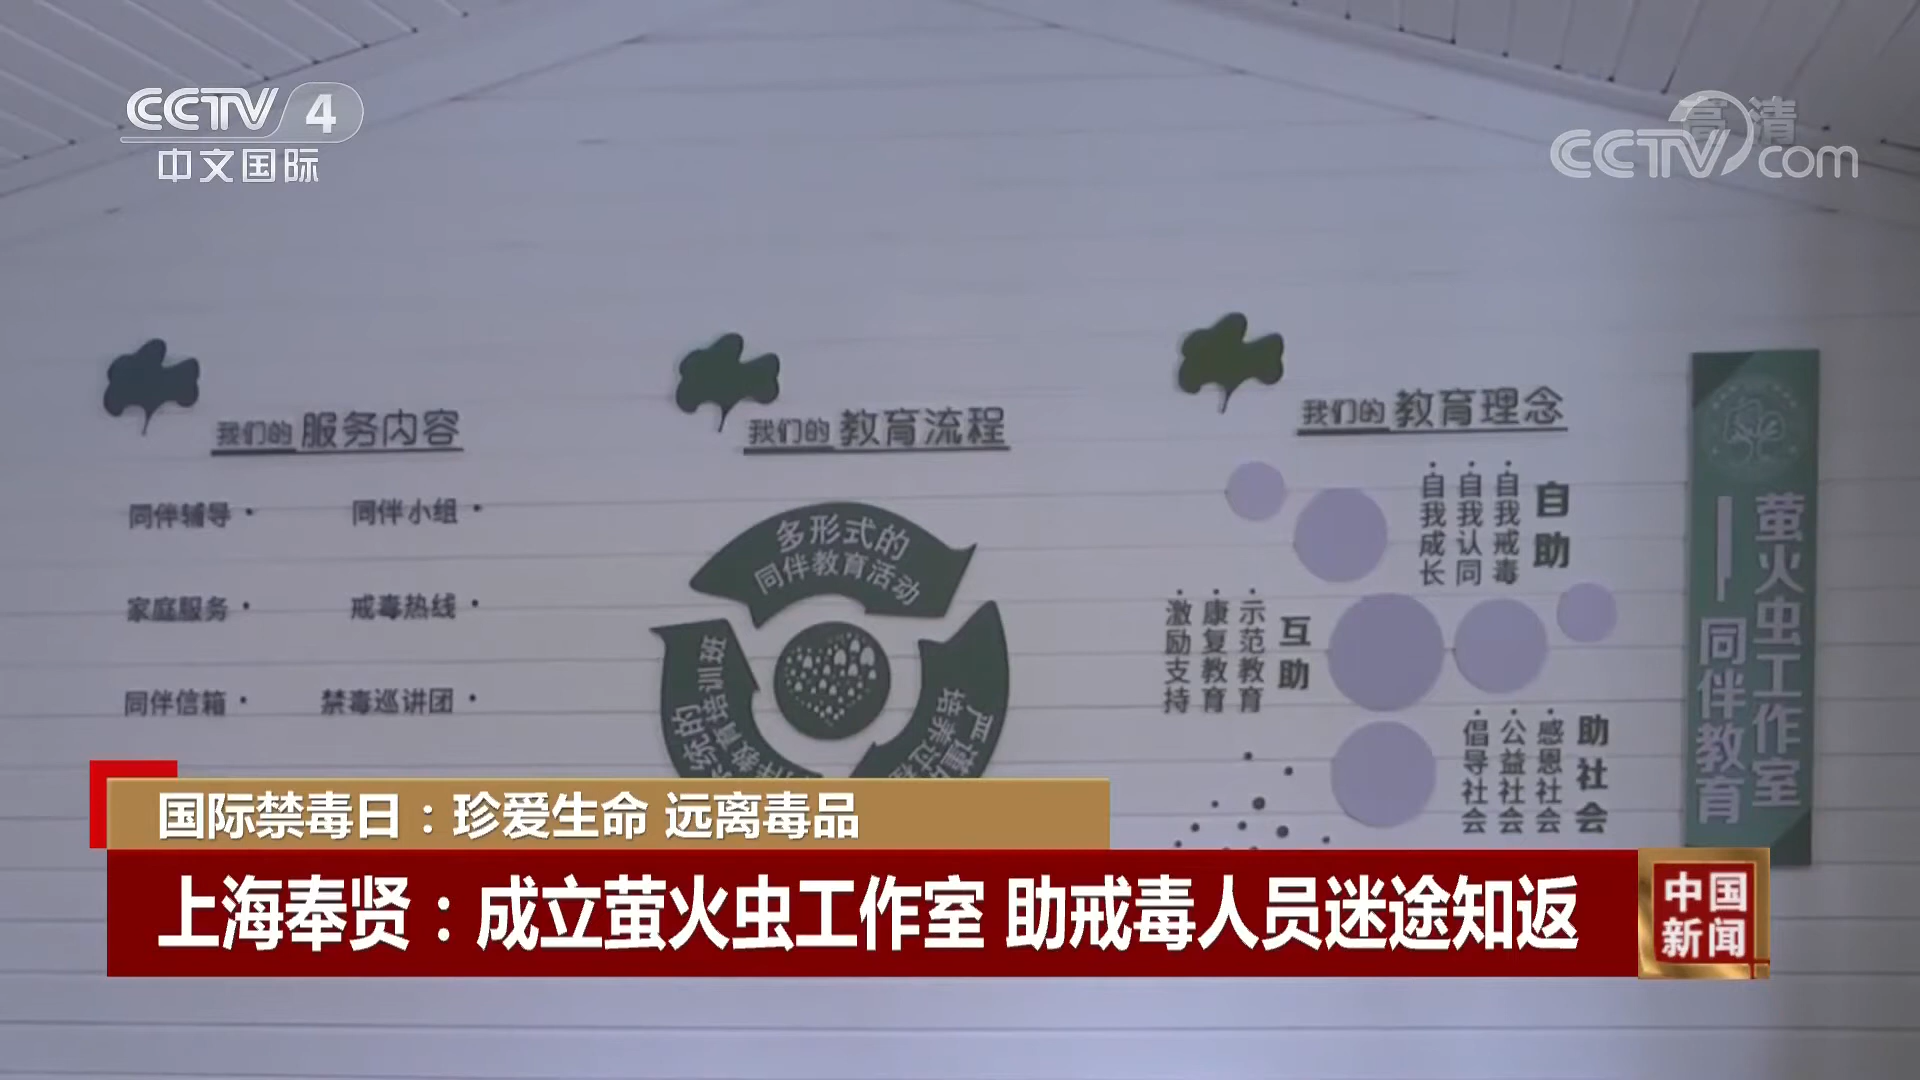 CCTV 4
中文国际
高清
CCTV com
我们的服务内容
同伴辅导·
同伴小组·
家庭服务·
戒毒热线·
同伴信箱·
禁毒巡讲团·
我们的教育流程
多形式的
同伴教育活动
教育培训班
我们的教育理念
自助
·自我戒毒
·自我认同
·自我成长
互助
·示范教育
·康复教育
·激励支持
助社会
·感恩社会
·公益社会
·倡导社会
萤火虫工作室
——同伴教育
国际禁毒日：珍爱生命 远离毒品
上海奉贤：成立萤火虫工作室 助戒毒人员迷途知返
中国
新闻